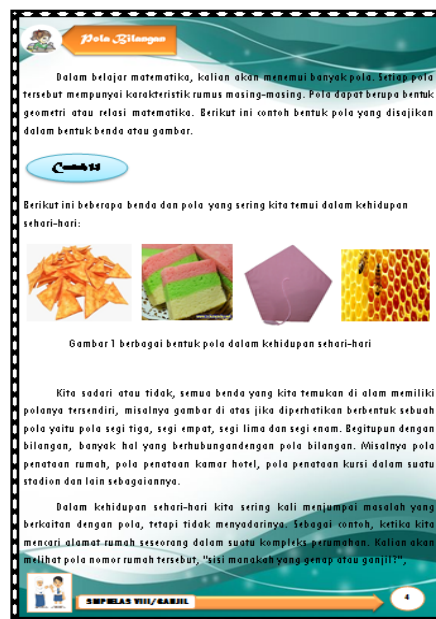 Pola Bilangan
Dalam belajar matematika, kalian akan menemui banyak pola. Setiap pola
tersebut mempunyai karakteristik rumus masing-masing. Pola dapat berupa bentuk
geometri atau relasi matematika. Berikut ini contoh bentuk pola yang disajikan
dalam bentuk benda atau gambar.
Contoh 1.1
Berikut ini beberapa benda dan pola yang sering kita temui dalam kehidupan
sehari-hari:
Gambar 1 berbagai bentuk pola dalam kehidupan sehari-hari
Kita sadari atau tidak, semua benda yang kita temukan di alam memiliki
polanya tersendiri, misalnya gambar di atas jika diperhatikan berbentuk sebuah
pola yaitu pola segi tiga, segi empat, segi lima dan segi enam. Begitupun dengan
bilangan, banyak hal yang berhubungandengan pola bilangan. Misalnya pola
penataan rumah, pola penataan kamar hotel, pola penataan kursi dalam suatu
stadion dan lain sebagaiannya.
Dalam kehidupan sehari-hari kita sering kali menjumpai masalah yang
berkaitan dengan pola, tetapi tidak menyadarinya. Sebagai contoh, ketika kita
mencari alamat rumah seseorang dalam suatu kompleks perumahan. Kalian akan
melihat pola nomor rumah tersebut, "sisi manakah yang genap atau ganjil?",
SMP KELAS VIII/GANJIL
4